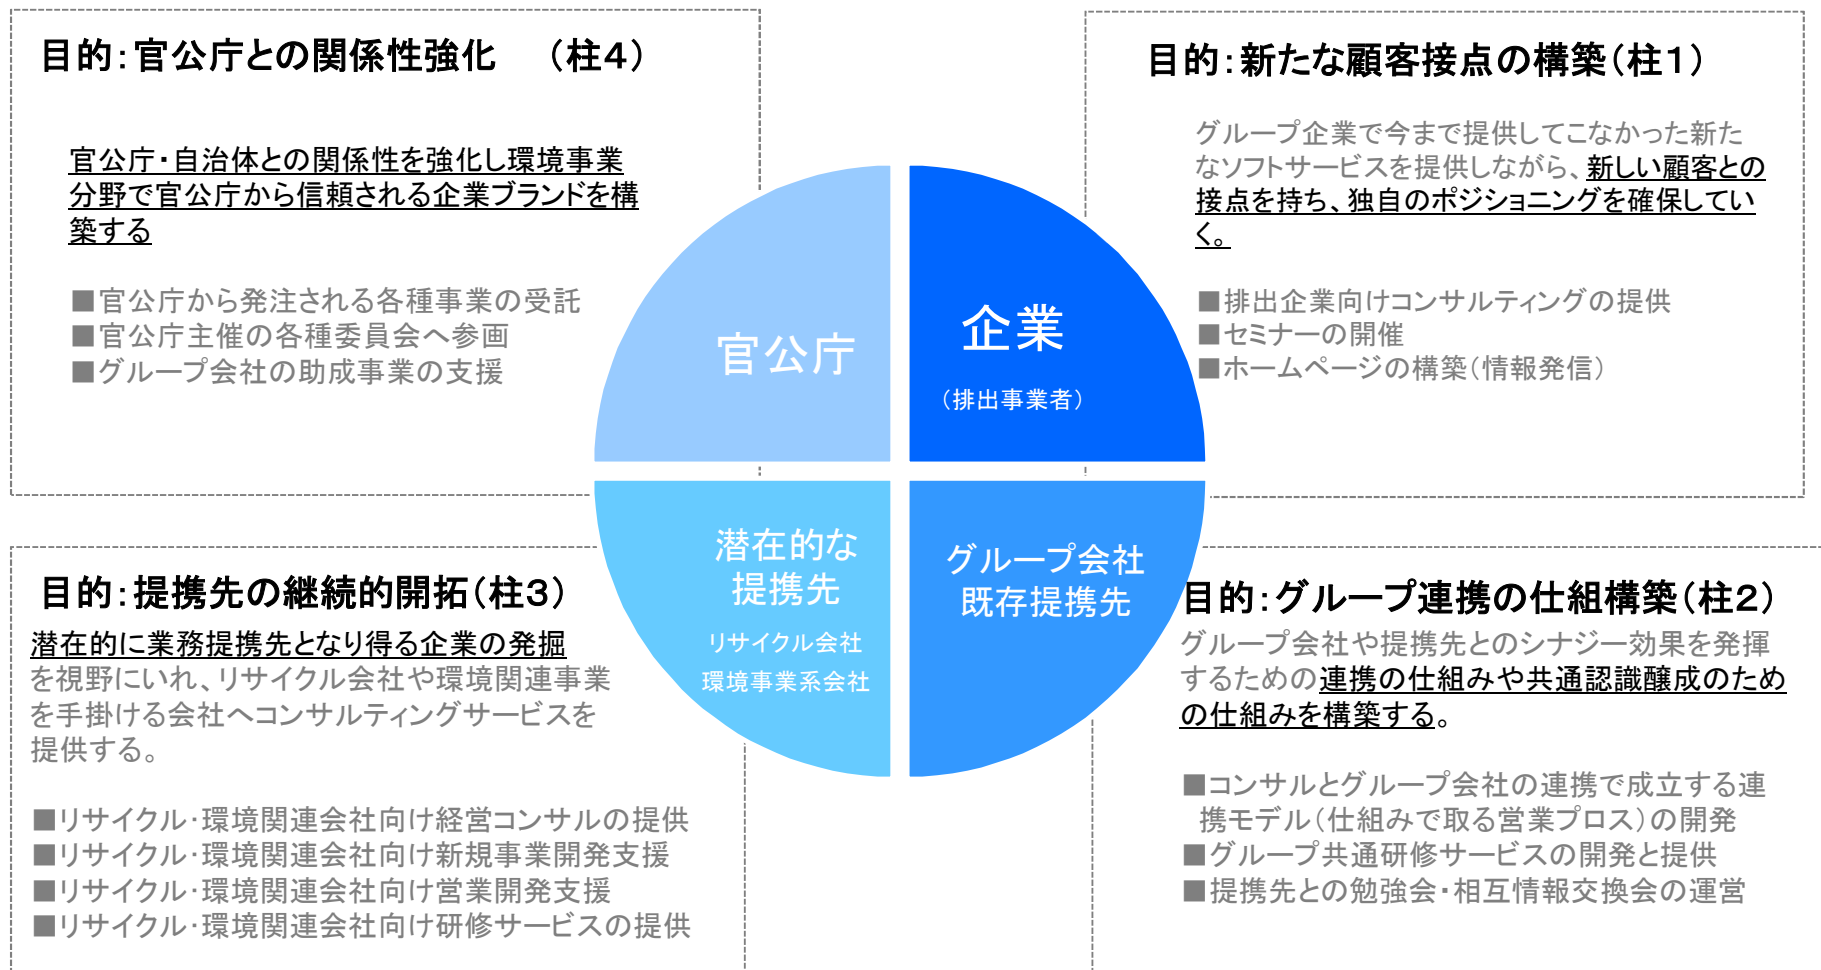 目的：官公庁との関係性強化　（柱４）
官公庁・自治体との関係性を強化し環境事業
分野で官公庁から信頼される企業ブランドを構
築する
■官公庁から発注される各種事業の受託
■官公庁主催の各種委員会へ参画
■グループ会社の助成事業の支援
目的：新たな顧客接点の構築（柱１）
グループ企業で今まで提供してこなかった新た
なソフトサービスを提供しながら、新しい顧客との
接点を持ち、独自のポジショニングを確保してい
く。
■排出企業向けコンサルティングの提供
■セミナーの開催
■ホームページの構築（情報発信）
官公庁
企業
（排出事業者）
潜在的な
提携先
リサイクル会社
環境事業系会社
グループ会社
既存提携先
目的：提携先の継続的開拓（柱３）
潜在的に業務提携先となり得る企業の発掘
を視野にいれ、リサイクル会社や環境関連事業
を手掛ける会社へコンサルティングサービスを
提供する。
■リサイクル・環境関連会社向け経営コンサルの提供
■リサイクル・環境関連会社向け新規事業開発支援
■リサイクル・環境関連会社向け営業開発支援
■リサイクル・環境関連会社向け研修サービスの提供
目的：グループ連携の仕組構築（柱２）
グループ会社や提携先とのシナジー効果を発揮
するための連携の仕組みや共通認識醸成のため
の仕組みを構築する。
■コンサルとグループ会社の連携で成立する連
携モデル（仕組みで取る営業プロス）の開発
■グループ共通研修サービスの開発と提供
■提携先との勉強会・相互情報交換会の運営